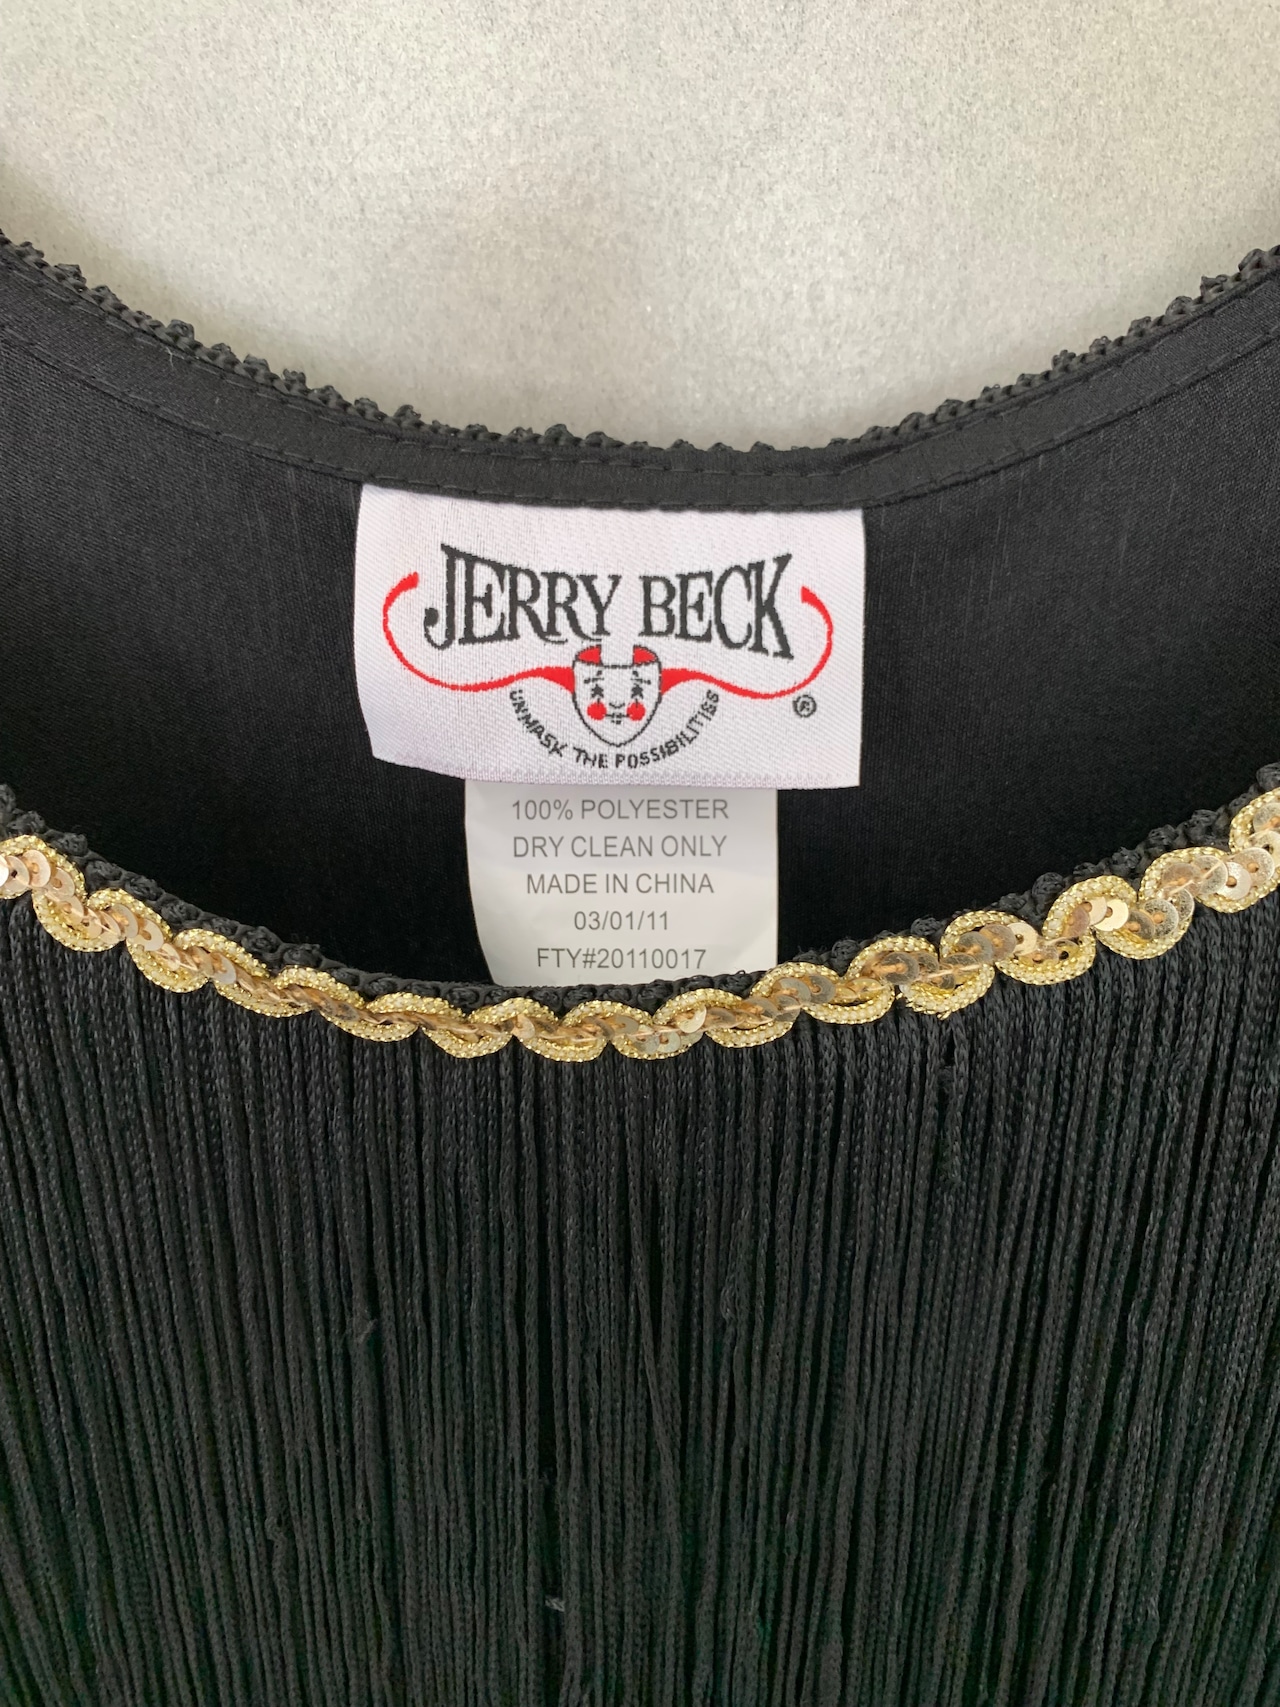 JERRY BECK
®
UNMASK THE POSSIBILITIES
100% POLYESTER
DRY CLEAN ONLY
MADE IN CHINA
03/01/11
FTY#20110017